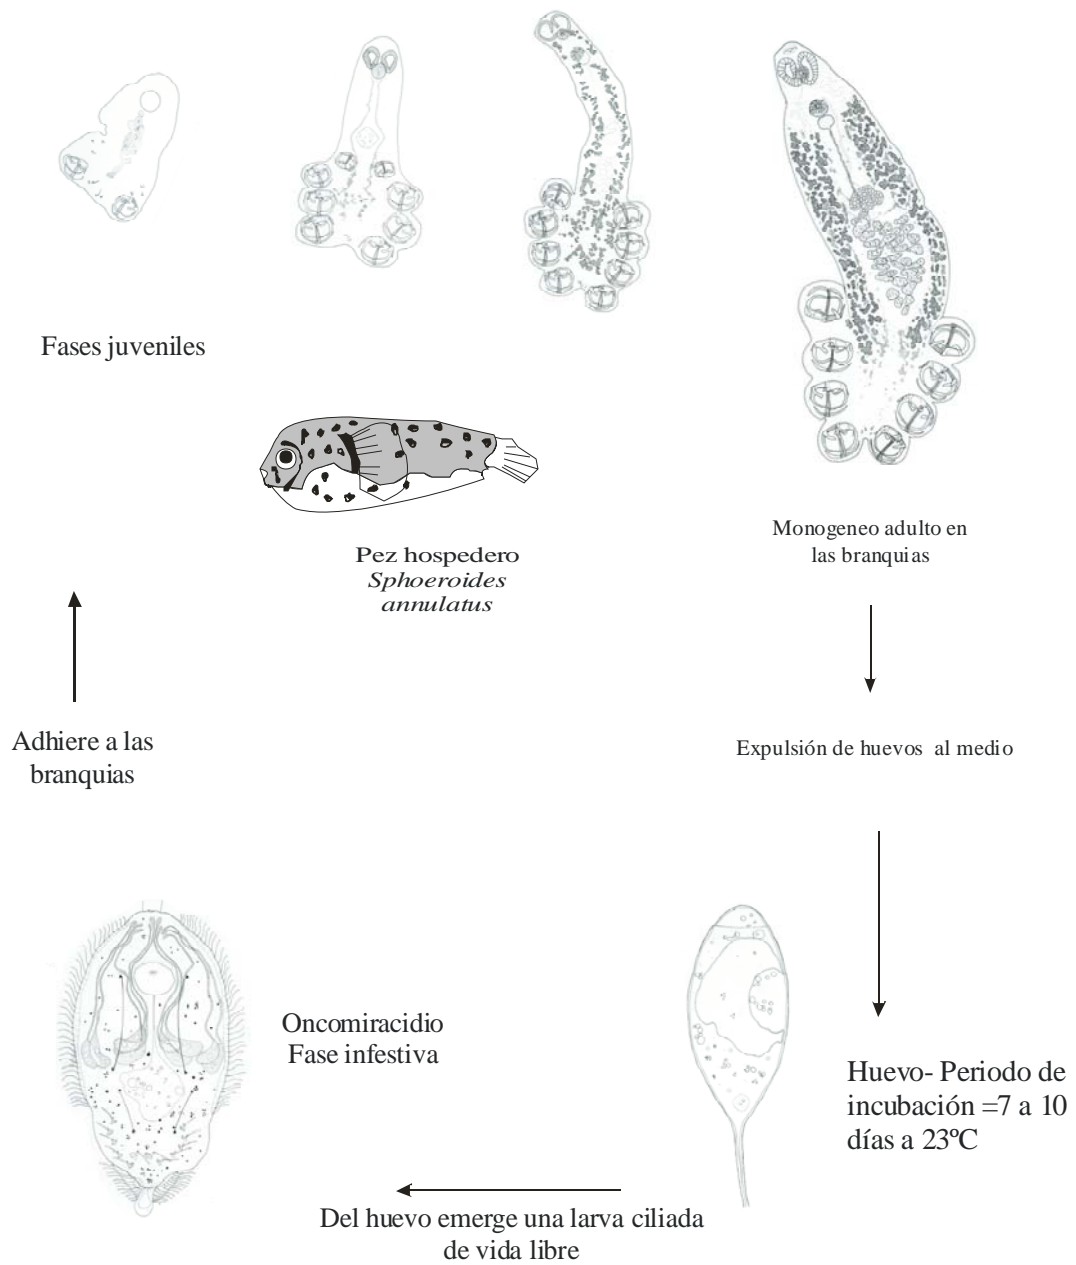 Fases juveniles
Pez hospedero
Sphoeroides
annulatus
Monogeneo adulto en
las branquias
Adhiere a las
branquias
Expulsión de huevos al medio
Oncomiracidio
Fase infestiva
Huevo- Periodo de
incubación =7 a 10
días a 23ºC
Del huevo emerge una larva ciliada
de vida libre